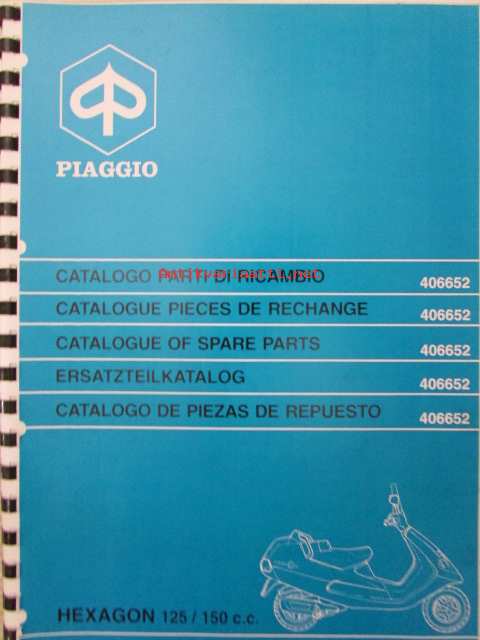 PIAGGIO
CATALOGO PARTI DI RICAMBIO 406652
CATALOGUE PIECES DE RECHANGE 406652
CATALOGUE OF SPARE PARTS 406652
ERSATZTEILKATALOG 406652
CATALOGO DE PIEZAS DE REPUESTO 406652
HEXAGON 125 / 150 c.c.